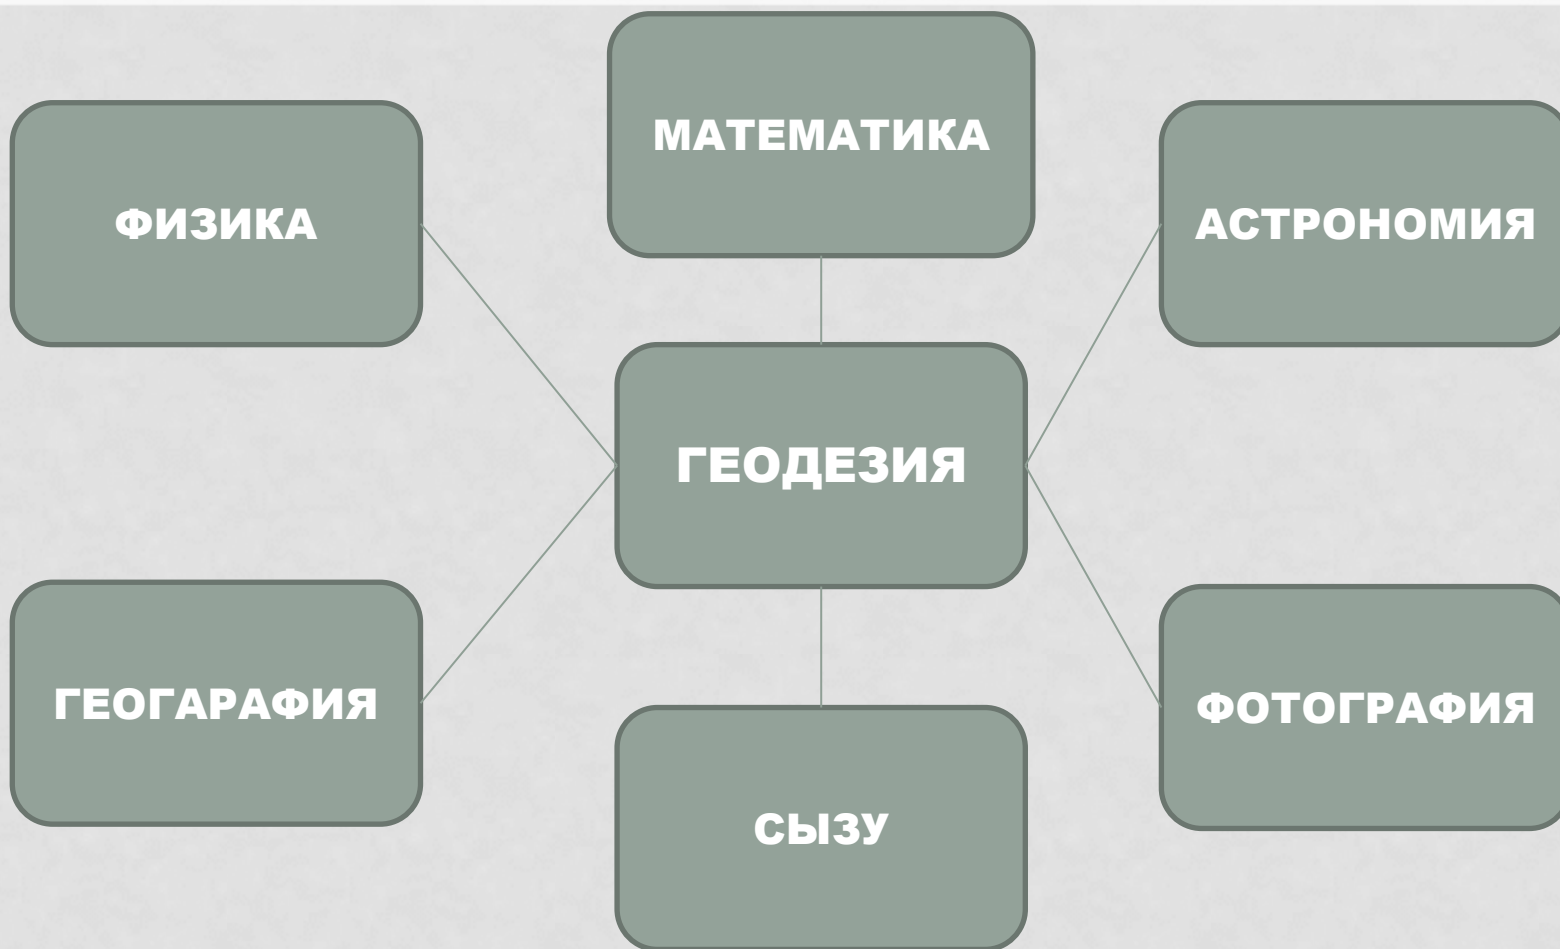 МАТЕМАТИКА
ФИЗИКА
АСТРОНОМИЯ
ГЕОДЕЗИЯ
ГЕОГАРАФИЯ
ФОТОГРАФИЯ
СЫЗУ